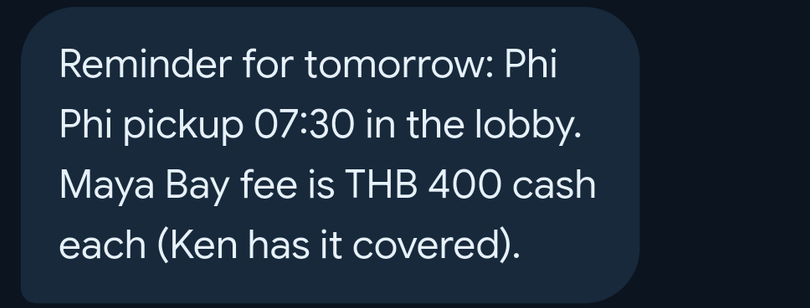 Reminder for tomorrow: Phi
Phi pickup 07:30 in the lobby.
Maya Bay fee is THB 400 cash
each (Ken has it covered).